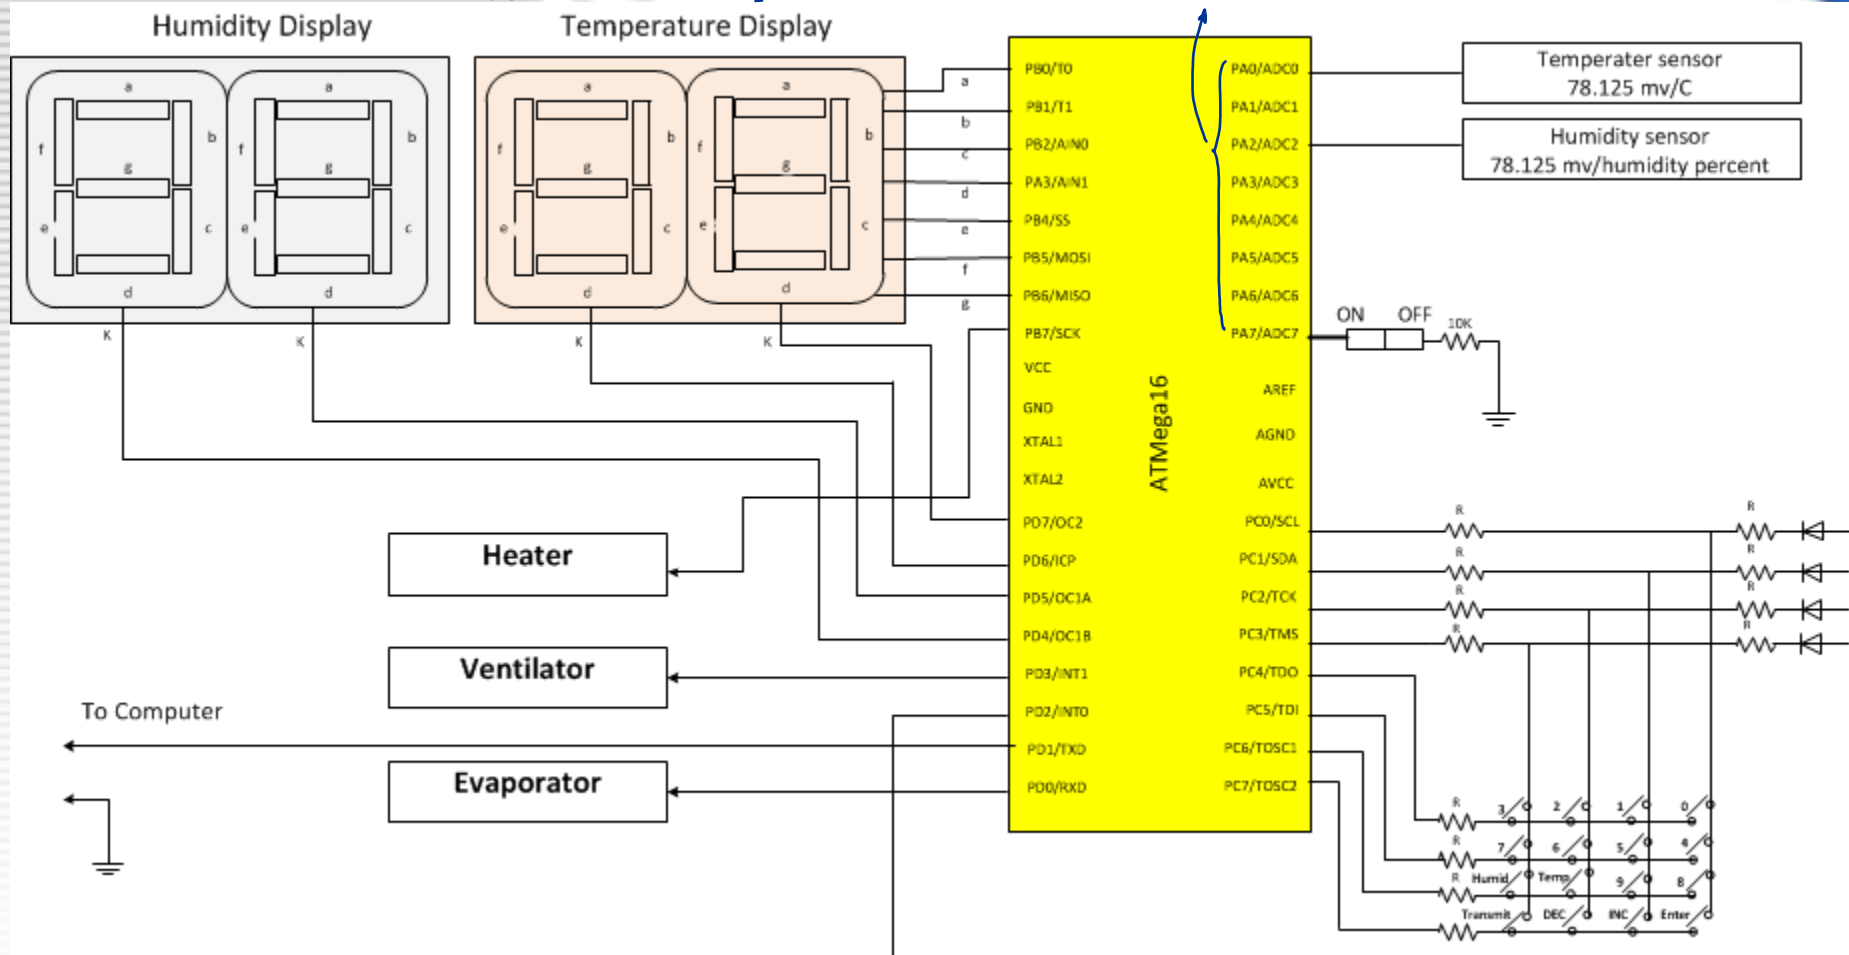 Humidity Display
Temperature Display
a
b
f
g
e
c
d
K
a
b
f
g
e
c
d
K
a
b
f
g
e
c
d
K
a
b
f
g
e
c
d
K
a
b
c
d
e
f
g
PB0/T0
PB1/T1
PB2/AIN0
PA3/AIN1
PB4/SS
PB5/MOSI
PB6/MISO
PB7/SCK
VCC
GND
XTAL1
XTAL2
PD7/OC2
PD6/ICP
PD5/OC1A
PD4/OC1B
PD3/INT1
PD2/INT0
PD1/TXD
PD0/RXD
ATMega16
PA0/ADC0
PA1/ADC1
PA2/ADC2
PA3/ADC3
PA4/ADC4
PA5/ADC5
PA6/ADC6
PA7/ADC7
AREF
AGND
AVCC
PC0/SCL
PC1/SDA
PC2/TCK
PC3/TMS
PC4/TDO
PC5/TDI
PC6/TOSC1
PC7/TOSC2
Temperater sensor
78.125 mv/C
Humidity sensor
78.125 mv/humidity percent
ON OFF
10K
R R
R R
R R
R R
Heater
Ventilator
To Computer
Evaporator
R 3 2 1 0
R 7 6 5 4
R Humid Temp 9 8
Transmit DEC INC Enter